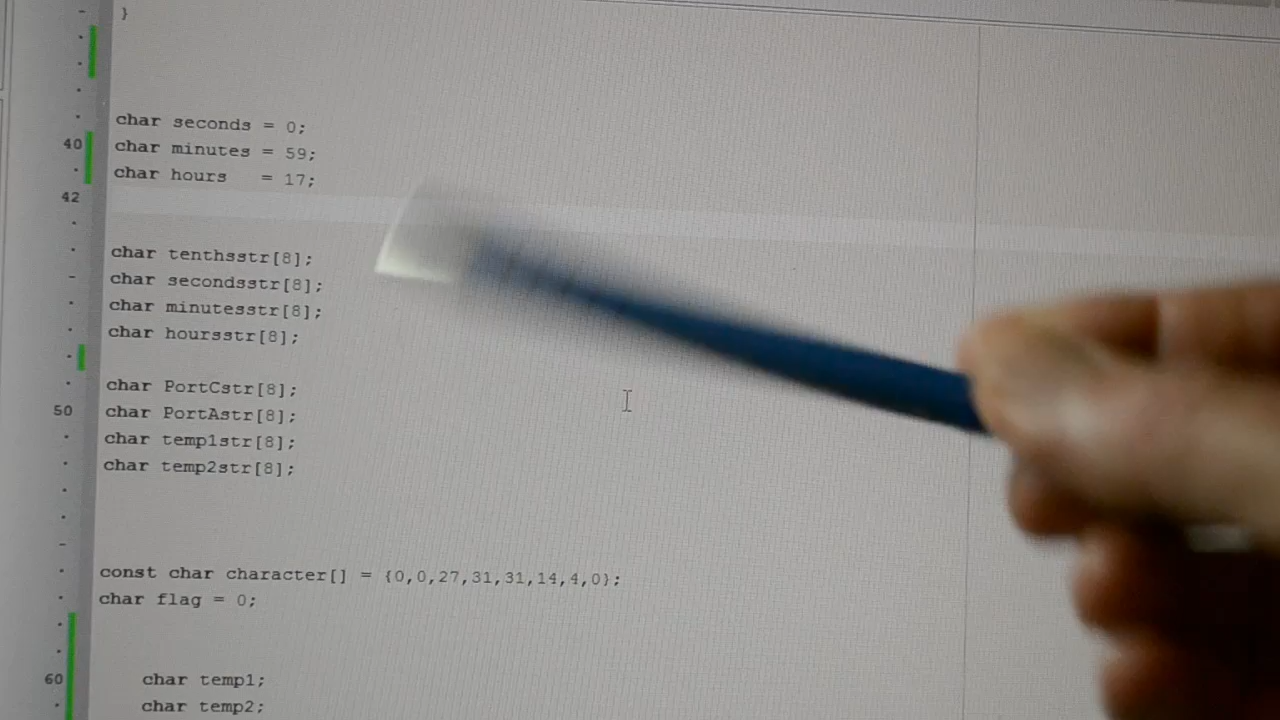 }
char seconds = 0;
40 char minutes = 59;
char hours = 17;
42
char tenthsstr[8];
char secondsstr[8];
char minutesstr[8];
char hoursstr[8];
char PortCstr[8];
50 char PortAstr[8];
char temp1str[8];
char temp2str[8];
const char character[] = {0,0,27,31,31,14,4,0};
char flag = 0;
60 char temp1;
char temp2;